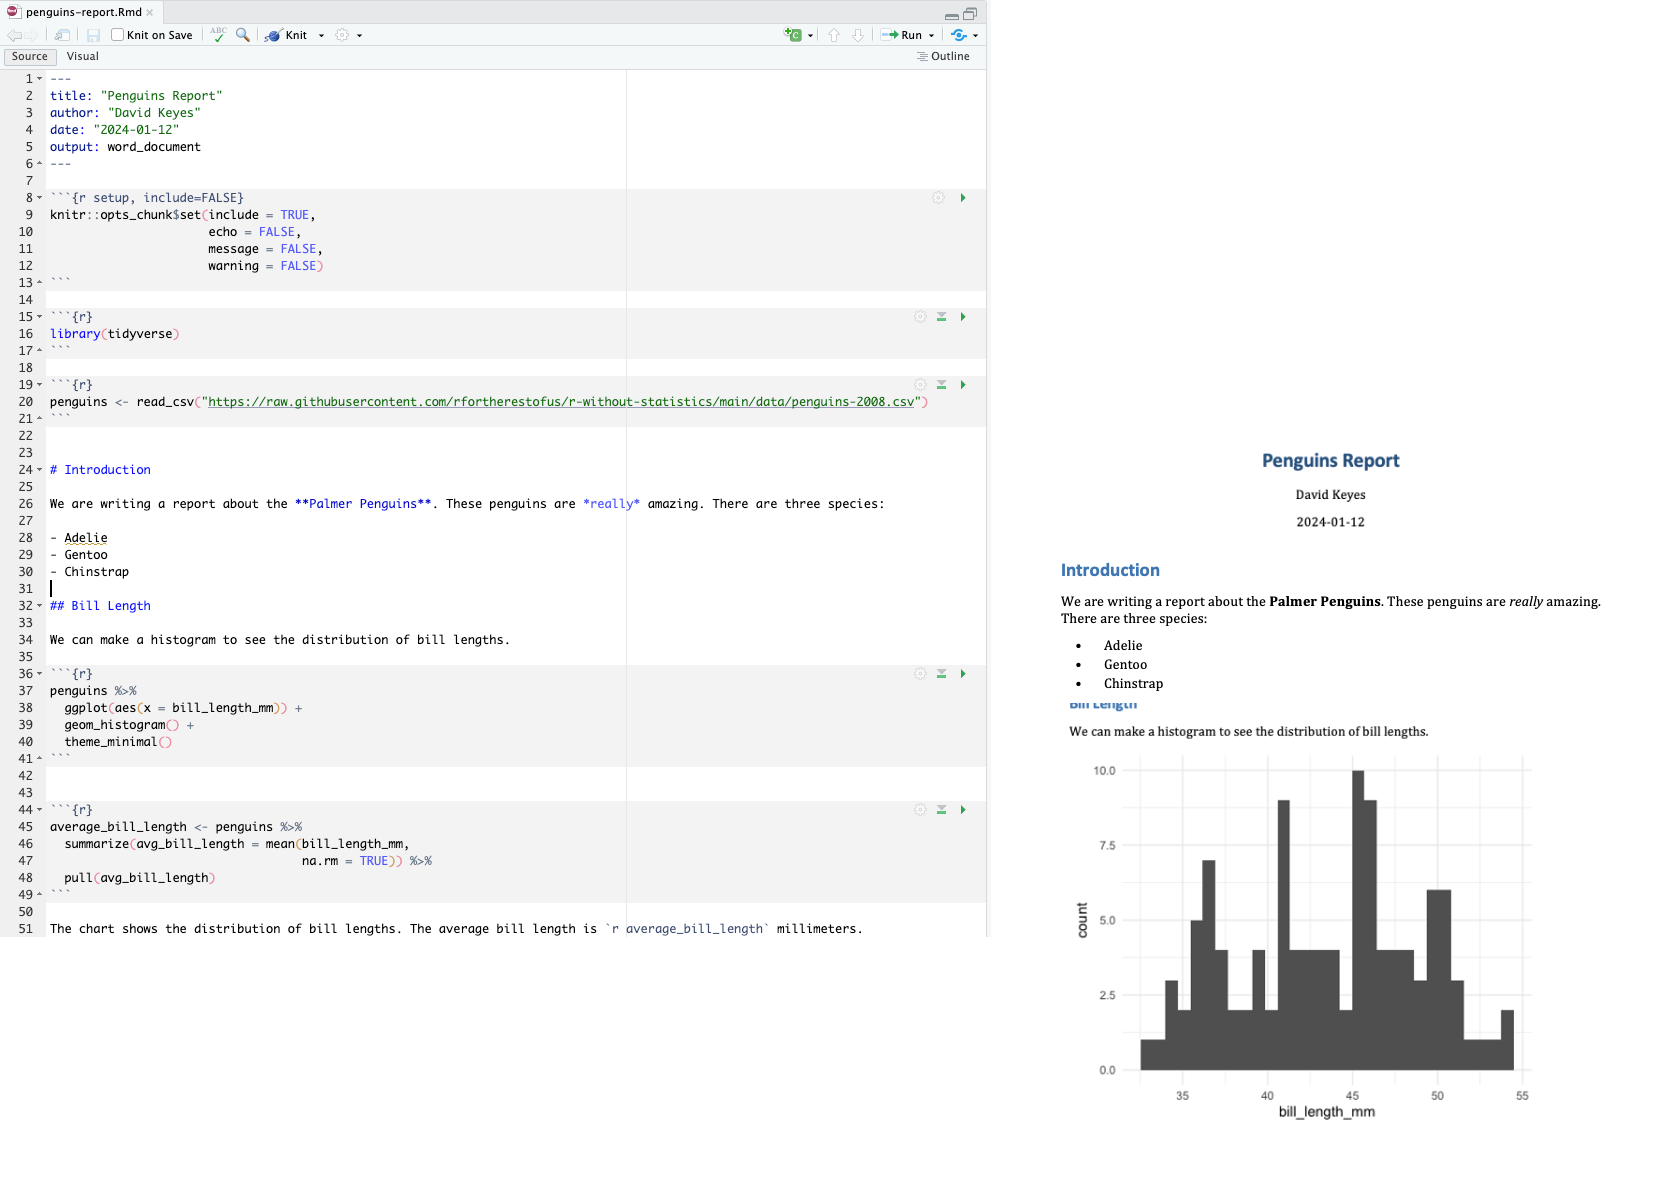 penguins-report.Rmd
Knit on Save
ABC
Knit
Run
Source
Visual
Outline
1 ---
2 title: "Penguins Report"
3 author: "David Keyes"
4 date: "2024-01-12"
5 output: word_document
6 ---
7
8 ```{r setup, include=FALSE}
9 knitr::opts_chunk$set(include = TRUE,
10 echo = FALSE,
11 message = FALSE,
12 warning = FALSE)
13 ```
14
15 ```{r}
16 library(tidyverse)
17 ```
18
19 ```{r}
20 penguins <- read_csv("https://raw.githubusercontent.com/rfortherestofus/r-without-statistics/main/data/penguins-2008.csv")
21 ```
22
23
24 # Introduction
25
26 We are writing a report about the **Palmer Penguins**. These penguins are *really* amazing. There are three species:
27
28 - Adelie
29 - Gentoo
30 - Chinstrap
31
32 ## Bill Length
33
34 We can make a histogram to see the distribution of bill lengths.
35
36 ```{r}
37 penguins %>%
38 ggplot(aes(x = bill_length_mm)) +
39 geom_histogram() +
40 theme_minimal()
41 ```
42
43
44 ```{r}
45 average_bill_length <- penguins %>%
46 summarize(avg_bill_length = mean(bill_length_mm,
47 na.rm = TRUE)) %>%
48 pull(avg_bill_length)
49 ```
50
51 The chart shows the distribution of bill lengths. The average bill length is `r average_bill_length` millimeters.
Penguins Report
David Keyes
2024-01-12
Introduction
We are writing a report about the Palmer Penguins. These penguins are really amazing.
There are three species:
• Adelie
• Gentoo
• Chinstrap
Bill Length
We can make a histogram to see the distribution of bill lengths.
10.0
7.5
5.0
2.5
0.0
count
35 40 45 50 55
bill_length_mm